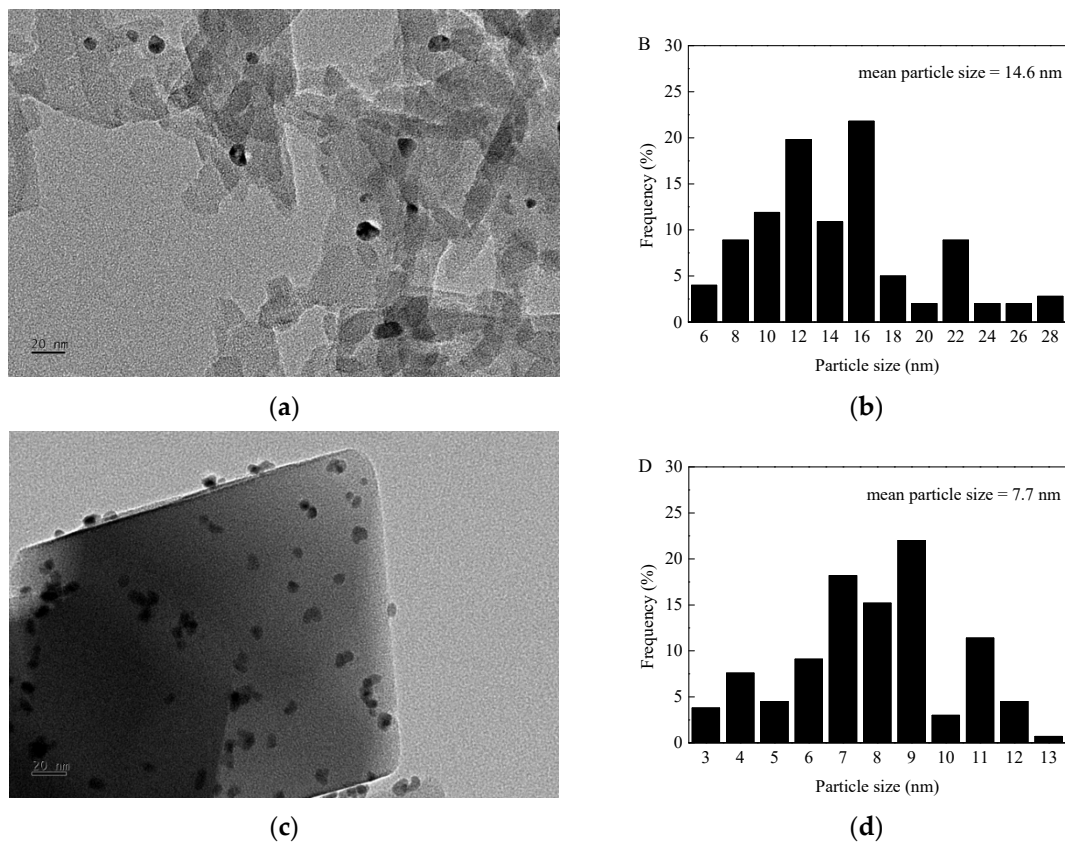 20 nm
(a)
B
mean particle size = 14.6 nm
Frequency (%)
30
25
20
15
10
5
0
6 8 10 12 14 16 18 20 22 24 26 28
Particle size (nm)
(b)
20 nm
(c)
D
mean particle size = 7.7 nm
Frequency (%)
30
25
20
15
10
5
0
3 4 5 6 7 8 9 10 11 12 13
Particle size (nm)
(d)